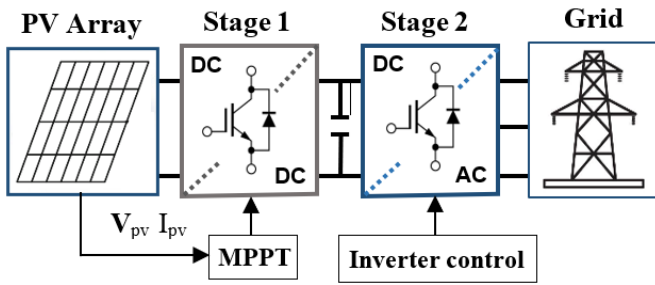 PV Array
Stage 1
Stage 2
Grid
DC
DC
DC
AC
Vpv Ipv
MPPT
Inverter control